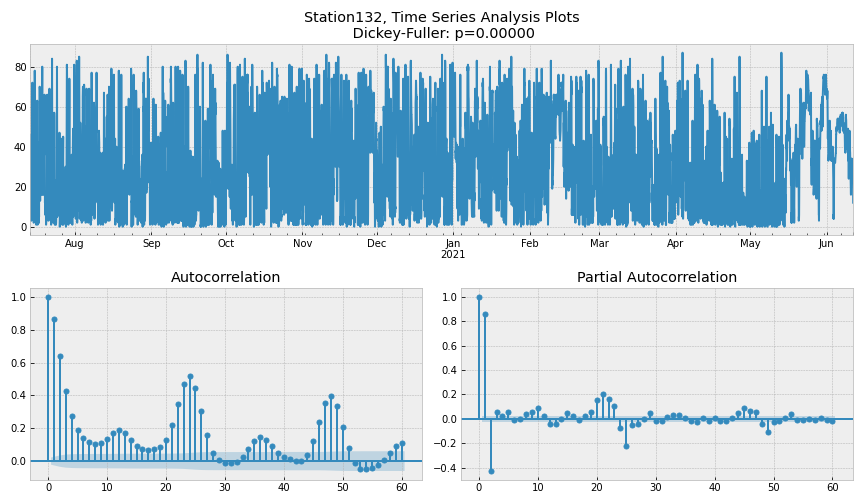 Station132, Time Series Analysis Plots
Dickey-Fuller: p=0.00000
80
60
40
20
0
Aug Sep Oct Nov Dec Jan Feb Mar Apr May Jun
2021
Autocorrelation
1.0
0.8
0.6
0.4
0.2
0.0
0 10 20 30 40 50 60
Partial Autocorrelation
1.0
0.8
0.6
0.4
0.2
0.0
−0.2
−0.4
0 10 20 30 40 50 60